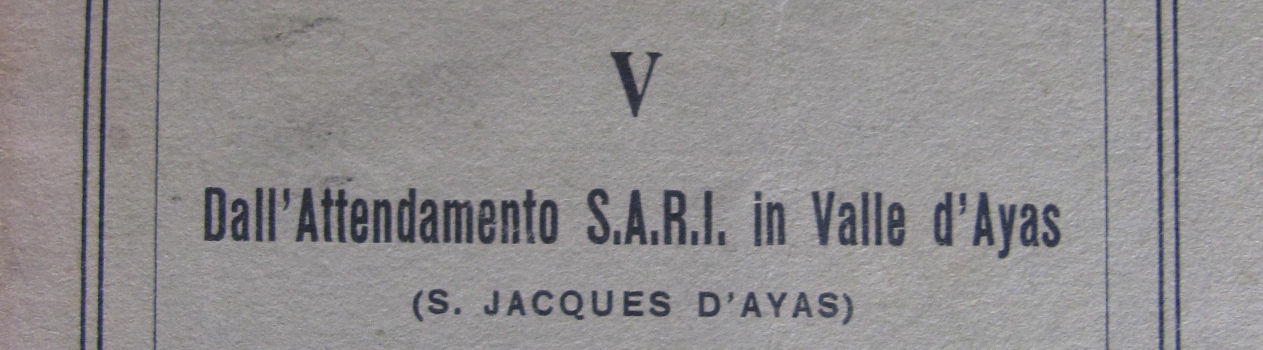 V
Dall'Attendamento S.A.R.I. in Valle d'Ayas
(S. JACQUES D'AYAS)